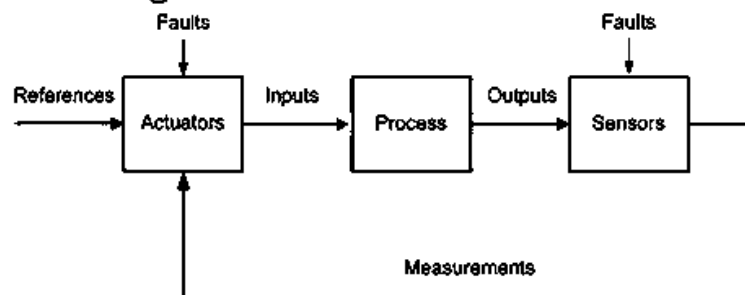 Faults
Faults
References
Inputs
Outputs
Actuators
Process
Sensors
Measurements